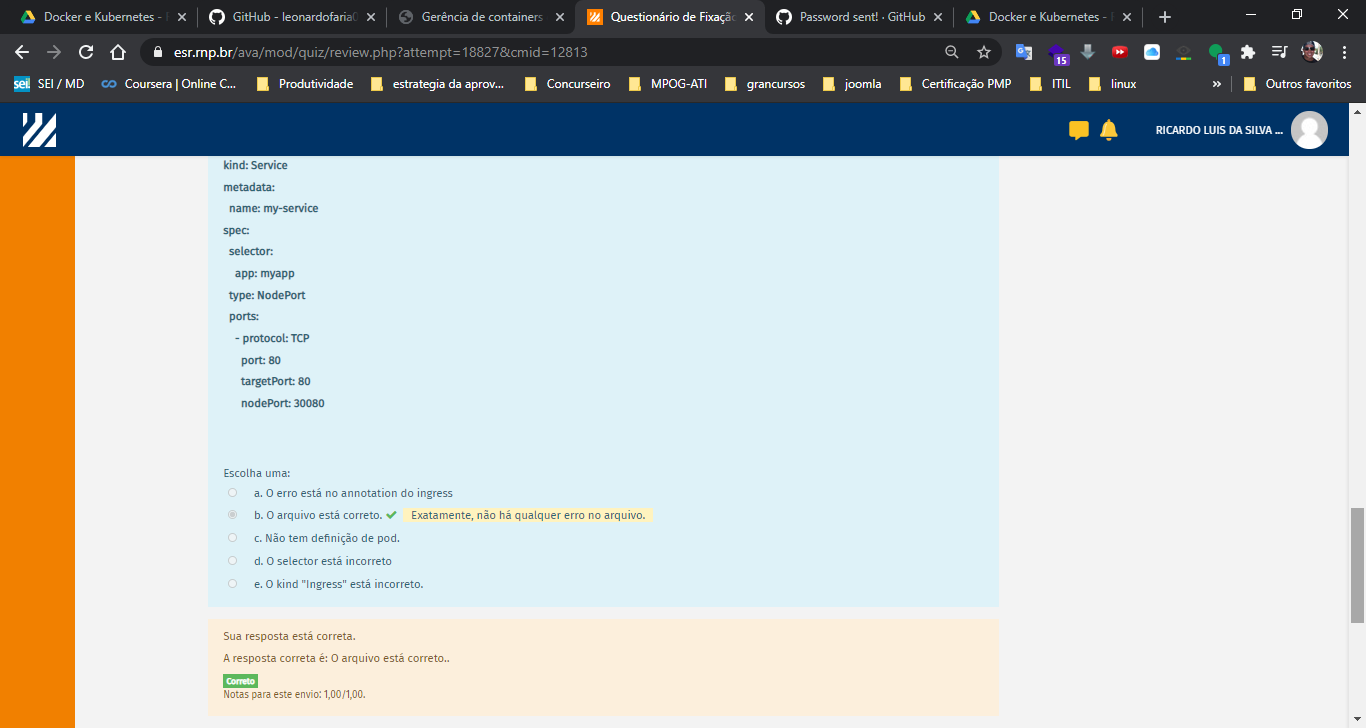 Docker e Kubernetes -
GitHub - leonardofaria
Gerência de containers
Questionário de Fixaçã
Password sent! · GitHub
Docker e Kubernetes -
esr.rnp.br/ava/mod/quiz/review.php?attempt=18827&cmid=12813
15
1
sei
SEI / MD
Coursera | Online C...
Produtividade
estrategia da aprov...
Concurseiro
MPOG-ATI
grancursos
joomla
Certificação PMP
ITIL
linux
»
Outros favoritos
RICARDO LUIS DA SILVA ...
kind: Service
metadata:
name: my-service
spec:
selector:
app: myapp
type: NodePort
ports:
- protocol: TCP
port: 80
targetPort: 80
nodePort: 30080
Escolha uma:
a. O erro está no annotation do ingress
b. O arquivo está correto. Exatamente, não há qualquer erro no arquivo.
c. Não tem definição de pod.
d. O selector está incorreto
e. O kind "Ingress" está incorreto.
Sua resposta está correta.
A resposta correta é: O arquivo está correto..
Correto
Notas para este envio: 1,00/1,00.